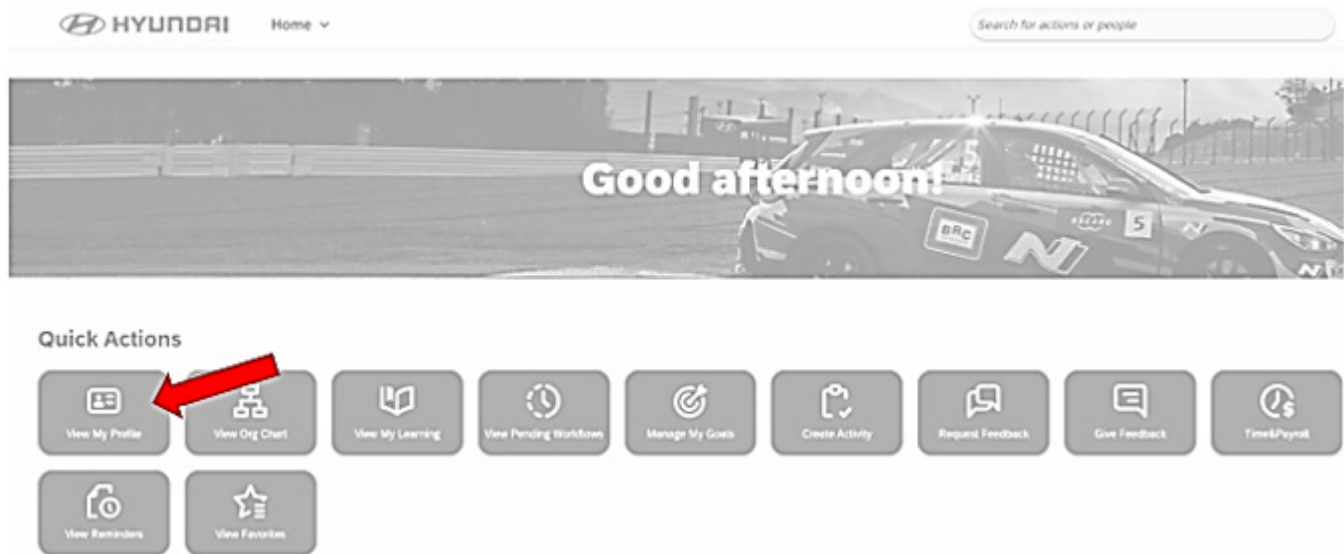 HYUNDAI Home
Search for actions or people
Good afternoon!
BRC
5
N
Quick Actions
View My Profile View Org Chart View My Learning View Pending Workflows Manage My Goals Create Activity Request Feedback Give Feedback Time&Payroll
View Reminders View Favorites